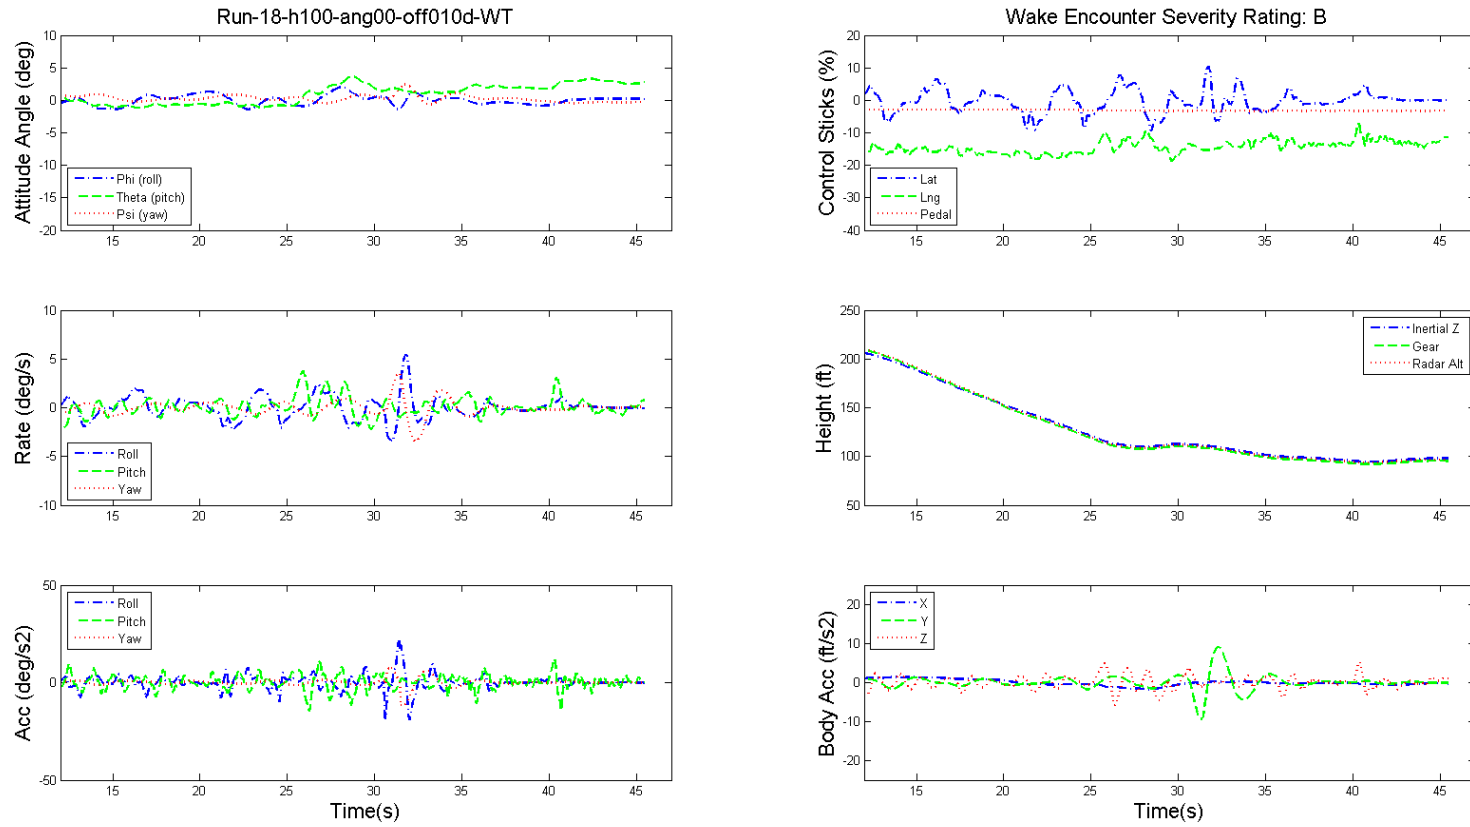 Run-18-h100-ang00-off010d-WT
Attitude Angle (deg)
10
5
0
-5
-10
-15
-20
Phi (roll)
Theta (pitch)
Psi (yaw)
15 20 25 30 35 40 45
Wake Encounter Severity Rating: B
Control Sticks (%)
20
10
0
-10
-20
-30
-40
Lat
Lng
Pedal
15 20 25 30 35 40 45
Rate (deg/s)
10
5
0
-5
-10
Roll
Pitch
Yaw
15 20 25 30 35 40 45
Height (ft)
250
200
150
100
50
Inertial Z
Gear
Radar Alt
15 20 25 30 35 40 45
Acc (deg/s2)
50
0
-50
Roll
Pitch
Yaw
15 20 25 30 35 40 45
Time(s)
Body Acc (ft/s2)
20
10
0
-10
-20
X
Y
Z
15 20 25 30 35 40 45
Time(s)